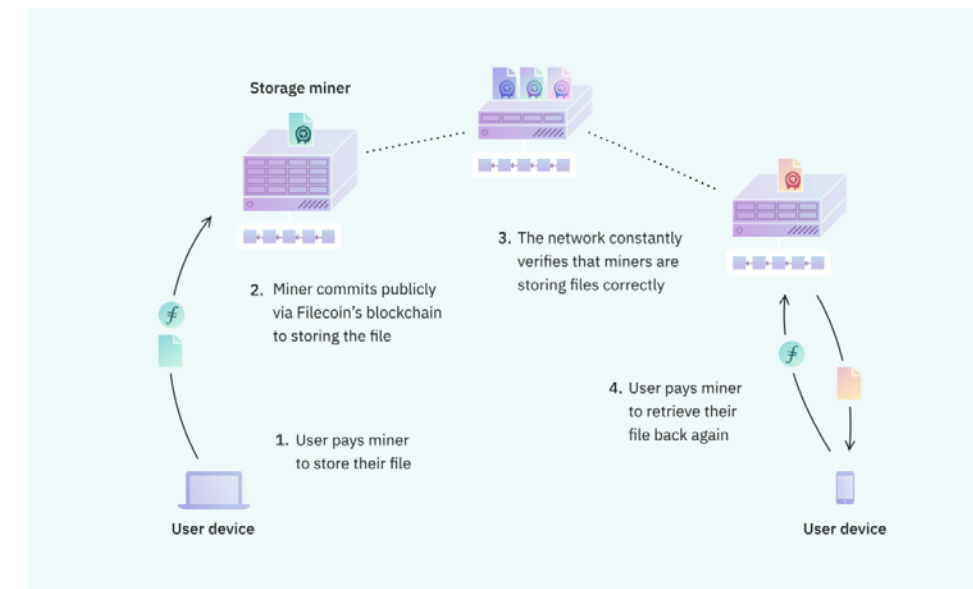 Storage miner
2. Miner commits publicly
via Filecoin's blockchain
to storing the file
3. The network constantly
verifies that miners are
storing files correctly
1. User pays miner
to store their file
4. User pays miner
to retrieve their
file back again
User device
User device